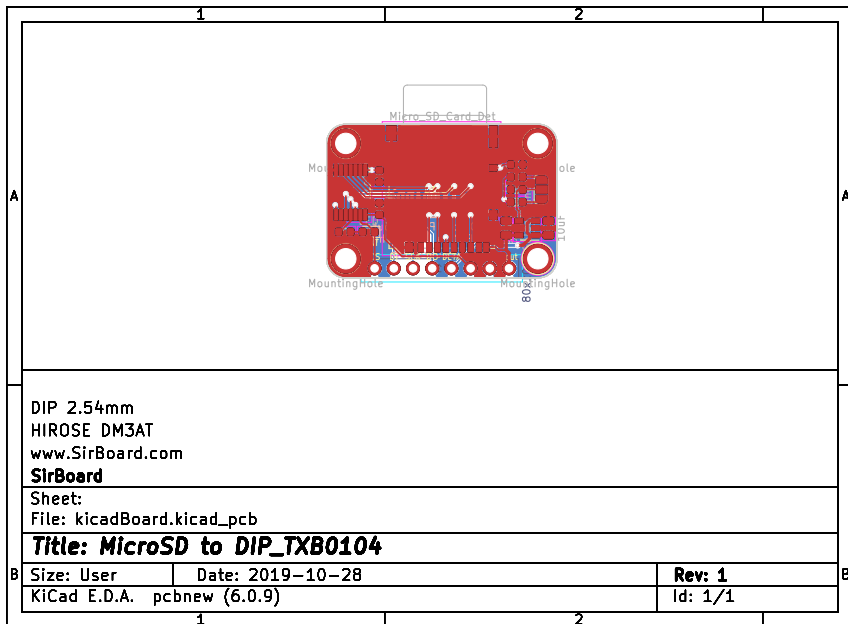 1 2
Micro_SD_Card_Det
A A
10uF
MountingHole MountingHole
DIP 2.54mm
HIROSE DM3AT
www.SirBoard.com
SirBoard
Sheet:
File: kicadBoard.kicad_pcb
Title: MicroSD to DIP_TXB0104
B Size: User Date: 2019-10-28 Rev: 1 B
KiCad E.D.A. pcbnew (6.0.9) Id: 1/1
1 2